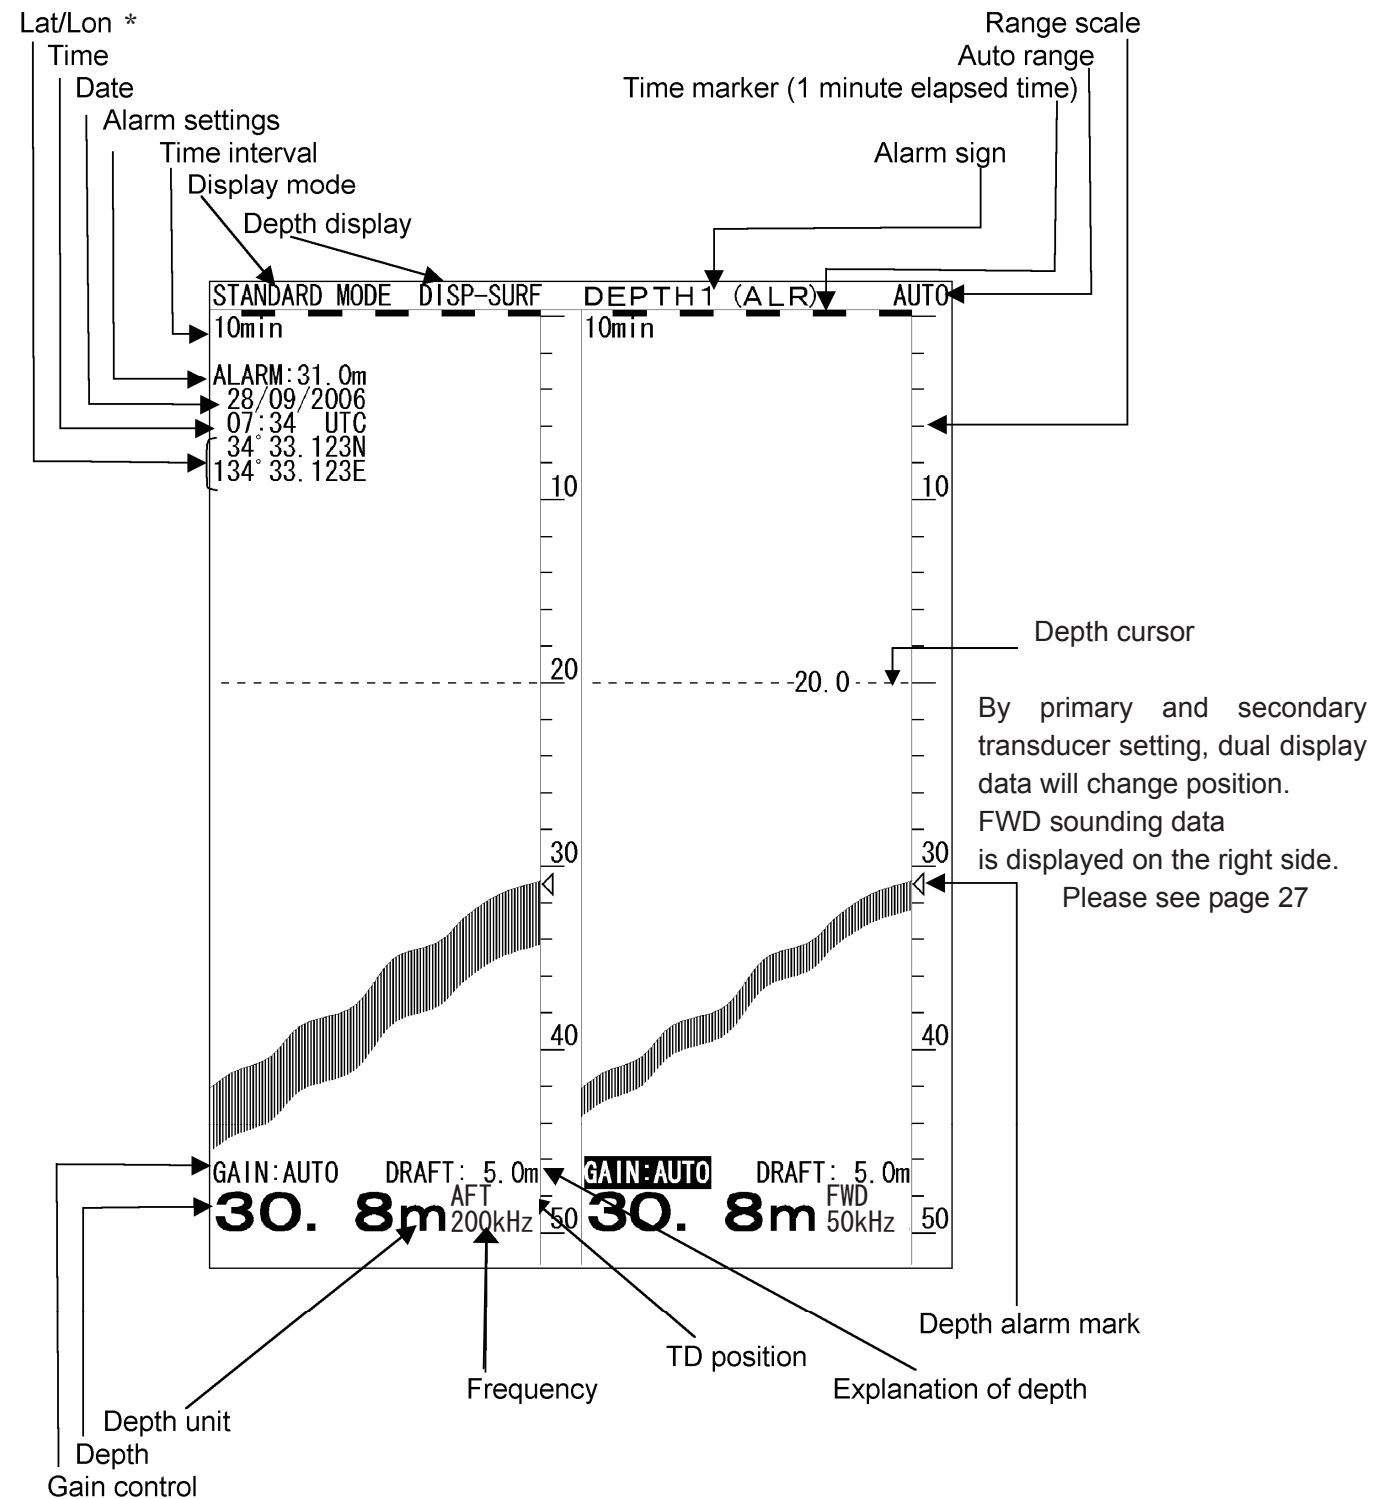 Lat/Lon *
Time
Date
Alarm settings
Time interval
Display mode
Depth display
Range scale
Auto range
Time marker (1 minute elapsed time)
Alarm sign
STANDARD MODE DISP-SURF DEPTH1 (ALR) AUTO
10min
ALARM:31.0m
28/09/2006
07:34 UTC
34°33.123N
134°33.123E
10
20
30
40
50
GAIN:AUTO DRAFT: 5.0m
30.8m
AFT
200kHz
10min
10
20
20.0
30
40
50
GAIN:AUTO DRAFT: 5.0m
30.8m
FWD
50kHz
Depth cursor
By primary and secondary
transducer setting, dual display
data will change position.
FWD sounding data
is displayed on the right side.
Please see page 27
Depth alarm mark
TD position
Explanation of depth
Frequency
Depth unit
Depth
Gain control